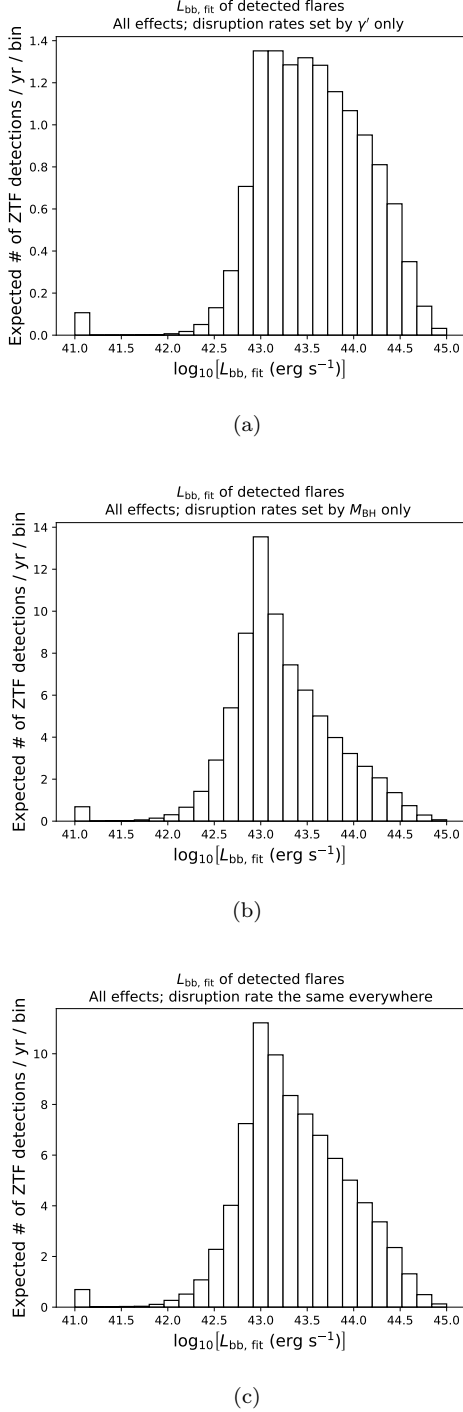 L_bb, fit of detected flares
All effects; disruption rates set by γ′ only
Expected # of ZTF detections / yr / bin
1.4
1.2
1.0
0.8
0.6
0.4
0.2
0.0
41.0 41.5 42.0 42.5 43.0 43.5 44.0 44.5 45.0
log₁₀[L_bb, fit (erg s⁻¹)]
(a)
L_bb, fit of detected flares
All effects; disruption rates set by M_BH only
Expected # of ZTF detections / yr / bin
14
12
10
8
6
4
2
0
41.0 41.5 42.0 42.5 43.0 43.5 44.0 44.5 45.0
log₁₀[L_bb, fit (erg s⁻¹)]
(b)
L_bb, fit of detected flares
All effects; disruption rate the same everywhere
Expected # of ZTF detections / yr / bin
10
8
6
4
2
0
41.0 41.5 42.0 42.5 43.0 43.5 44.0 44.5 45.0
log₁₀[L_bb, fit (erg s⁻¹)]
(c)